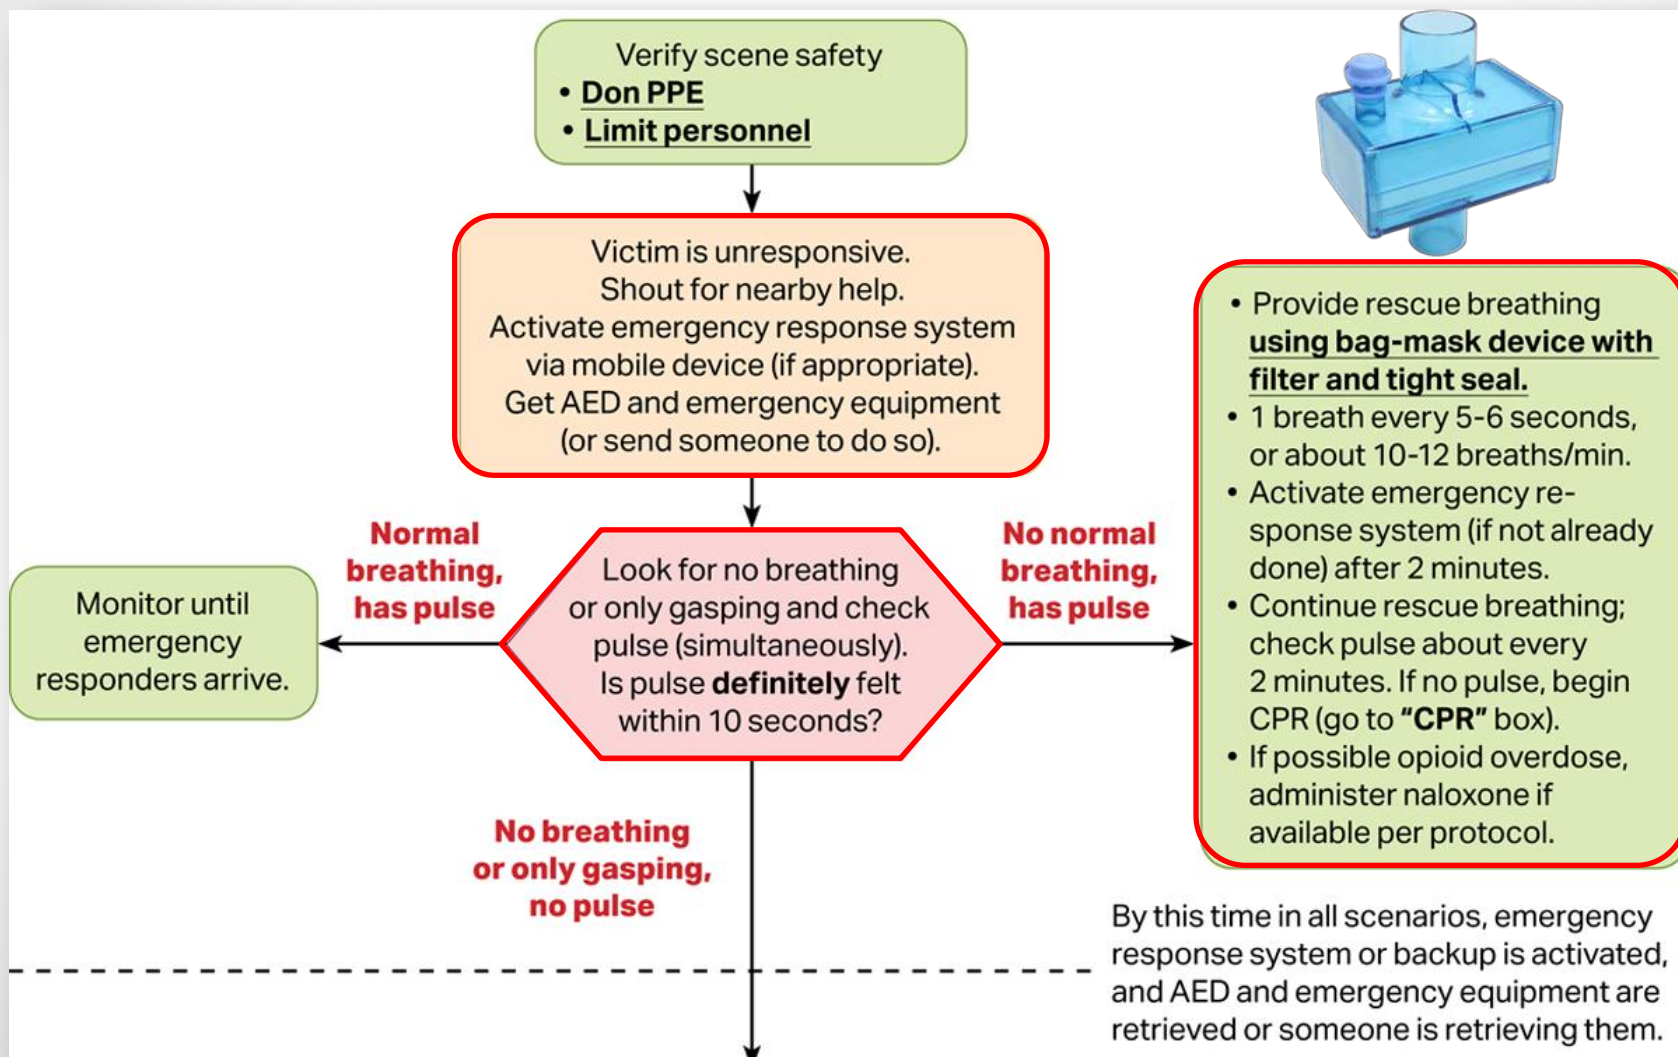 Verify scene safety
• Don PPE
• Limit personnel
Victim is unresponsive.
Shout for nearby help.
Activate emergency response system
via mobile device (if appropriate).
Get AED and emergency equipment
(or send someone to do so).
Normal
breathing,
has pulse
Look for no breathing
or only gasping and check
pulse (simultaneously).
Is pulse definitely felt
within 10 seconds?
No normal
breathing,
has pulse
Monitor until
emergency
responders arrive.
• Provide rescue breathing
using bag-mask device with
filter and tight seal.
• 1 breath every 5-6 seconds,
or about 10-12 breaths/min.
• Activate emergency re-
sponse system (if not already
done) after 2 minutes.
• Continue rescue breathing;
check pulse about every
2 minutes. If no pulse, begin
CPR (go to "CPR" box).
• If possible opioid overdose,
administer naloxone if
available per protocol.
No breathing
or only gasping,
no pulse
By this time in all scenarios, emergency
response system or backup is activated,
and AED and emergency equipment are
retrieved or someone is retrieving them.